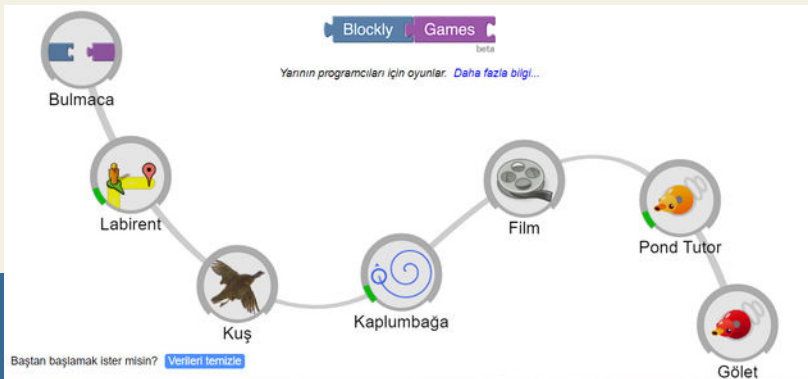 Blockly Games
beta
Yarının programcıları için oyunlar. Daha fazla bilgi...
Bulmaca
Labirent
Kuş
Kaplumbağa
Film
Pond Tutor
Gölet
Baştan başlamak ister misin? Verileri temizle